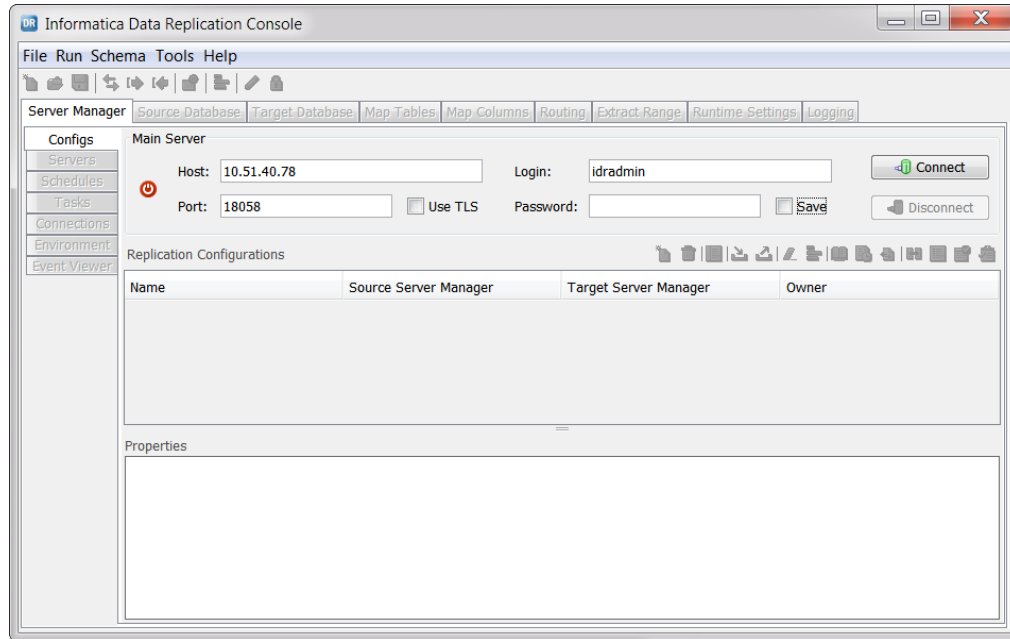 DR Informatica Data Replication Console
File Run Schema Tools Help
Server Manager Source Database Target Database Map Tables Map Columns Routing Extract Range Runtime Settings Logging
Configs
Servers
Schedules
Tasks
Connections
Environment
Event Viewer
Main Server
Host: 10.51.40.78 Login: idradmin Connect
Port: 18058 Use TLS Password: Save Disconnect
Replication Configurations
Name Source Server Manager Target Server Manager Owner
Properties